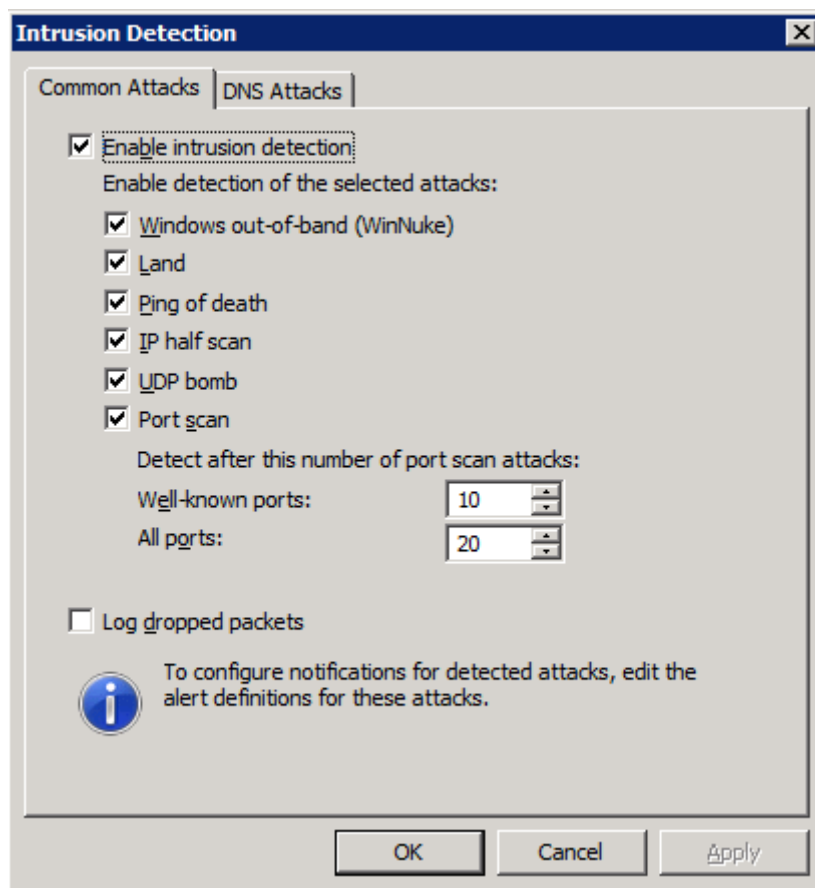 Intrusion Detection
Common Attacks
DNS Attacks
Enable intrusion detection
Enable detection of the selected attacks:
Windows out-of-band (WinNuke)
Land
Ping of death
IP half scan
UDP bomb
Port scan
Detect after this number of port scan attacks:
Well-known ports:
10
All ports:
20
Log dropped packets
To configure notifications for detected attacks, edit the
alert definitions for these attacks.
OK
Cancel
Apply